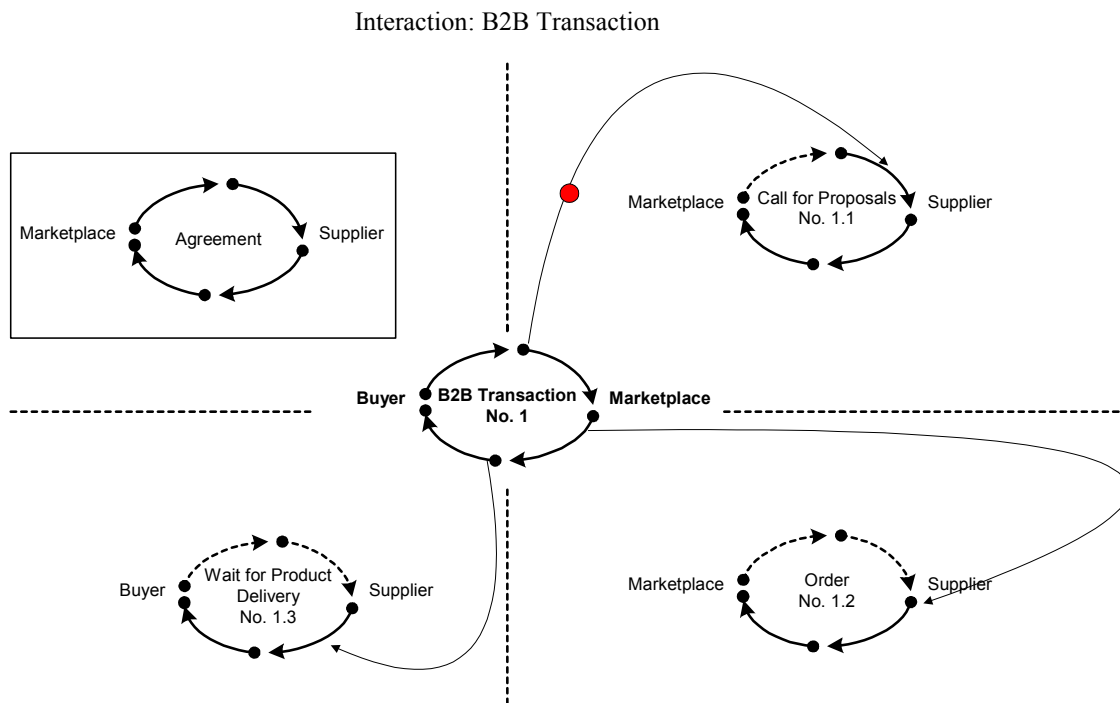 Interaction: B2B Transaction
Marketplace
Agreement
Supplier
Marketplace
Call for Proposals
No. 1.1
Supplier
Buyer
B2B Transaction
No. 1
Marketplace
Buyer
Wait for Product
Delivery
No. 1.3
Supplier
Marketplace
Order
No. 1.2
Supplier